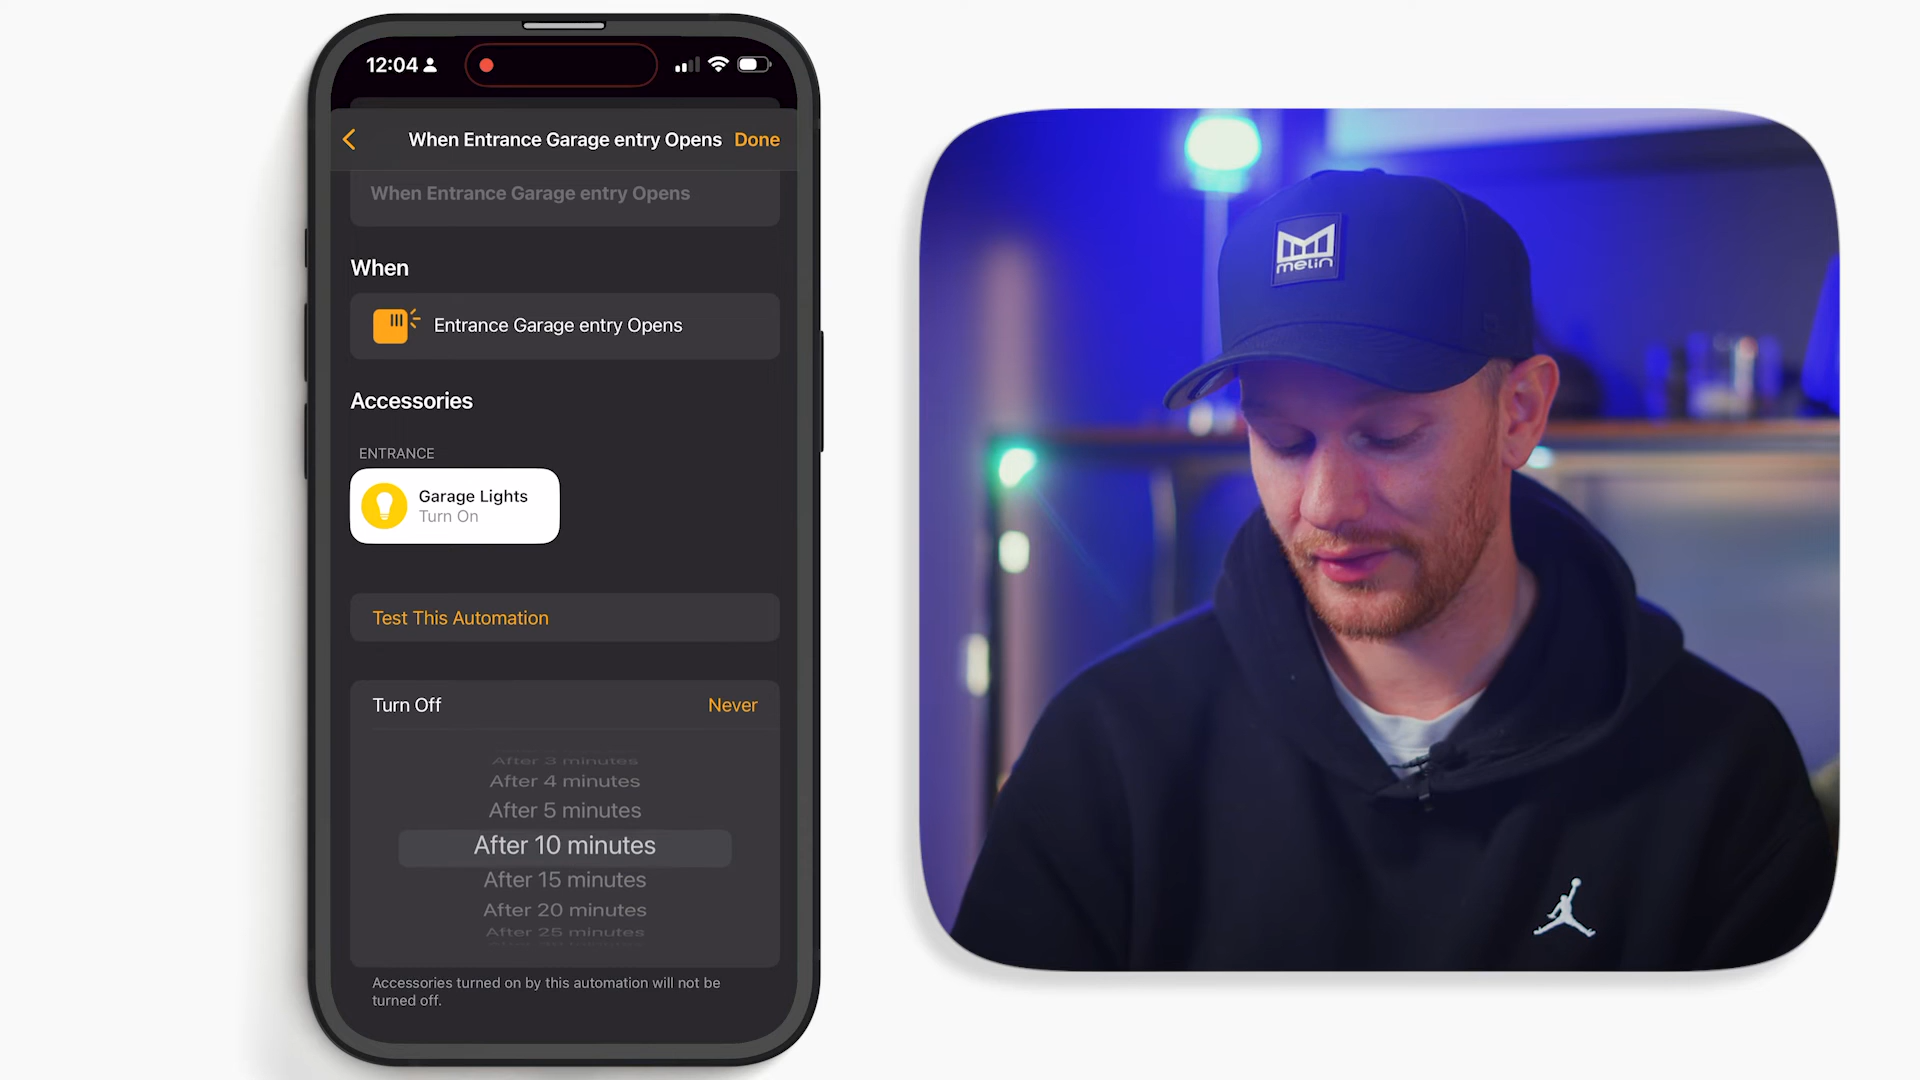 12:04
When Entrance Garage entry Opens Done
When Entrance Garage entry Opens
When
Entrance Garage entry Opens
Accessories
ENTRANCE
Garage Lights
Turn On
Test This Automation
Turn Off Never
After 3 minutes
After 4 minutes
After 5 minutes
After 10 minutes
After 15 minutes
After 20 minutes
After 25 minutes
Accessories turned on by this automation will not be
turned off.
melin